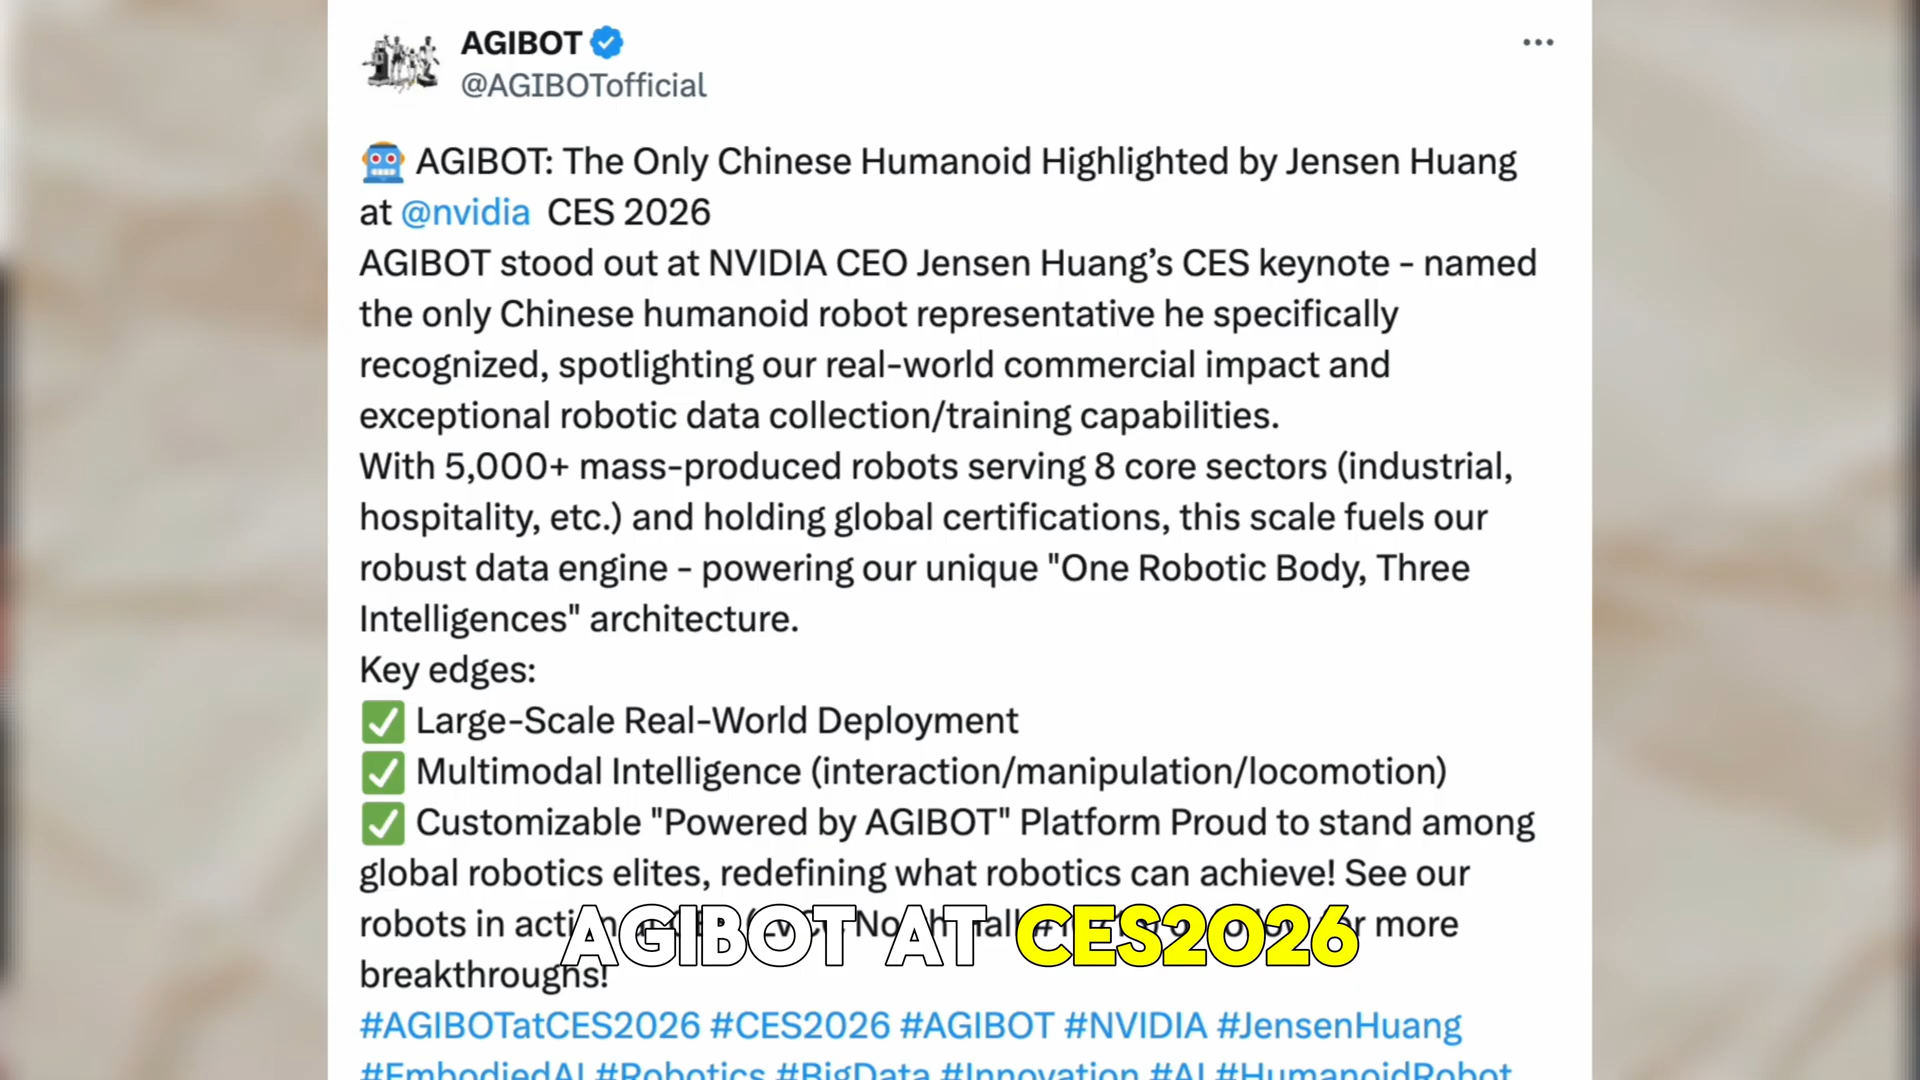 AGIBOT
@AGIBOTofficial
🤖 AGIBOT: The Only Chinese Humanoid Highlighted by Jensen Huang
at @nvidia CES 2026
AGIBOT stood out at NVIDIA CEO Jensen Huang’s CES keynote - named
the only Chinese humanoid robot representative he specifically
recognized, spotlighting our real-world commercial impact and
exceptional robotic data collection/training capabilities.
With 5,000+ mass-produced robots serving 8 core sectors (industrial,
hospitality, etc.) and holding global certifications, this scale fuels our
robust data engine - powering our unique "One Robotic Body, Three
Intelligences" architecture.
Key edges:
✅ Large-Scale Real-World Deployment
✅ Multimodal Intelligence (interaction/manipulation/locomotion)
✅ Customizable "Powered by AGIBOT" Platform Proud to stand among
global robotics elites, redefining what robotics can achieve! See our
robots in more
AGIBOT AT CES2026
breakthroughs!
#AGIBOTatCES2026 #CES2026 #AGIBOT #NVIDIA #JensenHuang
#EmbodiedAI #Robotics #BigData #Innovation #AI #HumanoidRobot